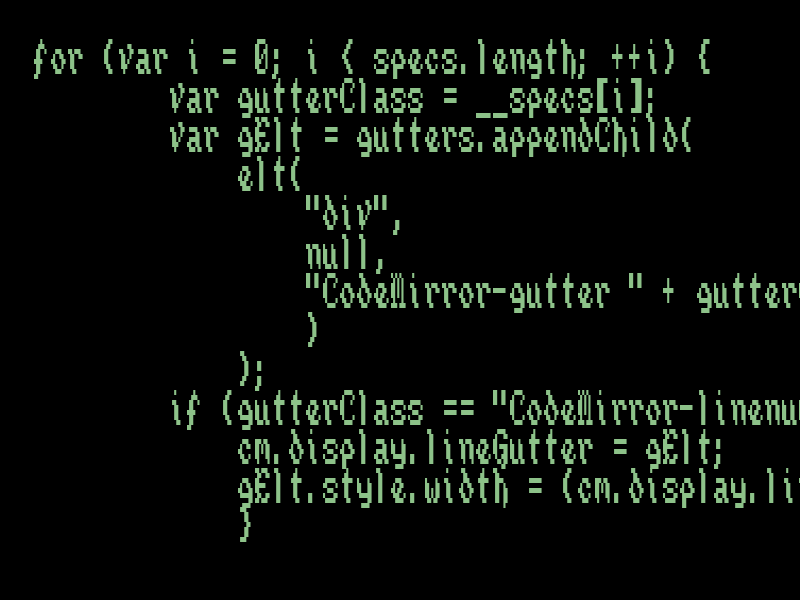 for (var i = 0; i { specs.length; ++i) {
var gutterClass = __specs[i];
var gElt = gutters.appendChild(
elt(
"div",
null,
"CodeMirror-gutter " + gutter
)
);
if (gutterClass == "CodeMirror-linenu
cm.display.lineGutter = gElt;
gElt.style.width = (cm.display.li
}